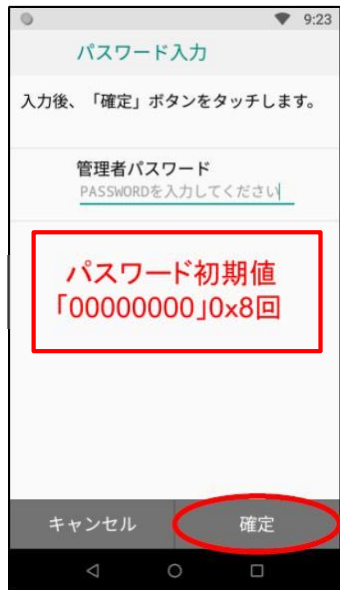 9:23
パスワード入力
入力後、「確定」ボタンをタッチします。
管理者パスワード
PASSWORDを入力してください
パスワード初期値
「00000000」0x8回
キャンセル
確定